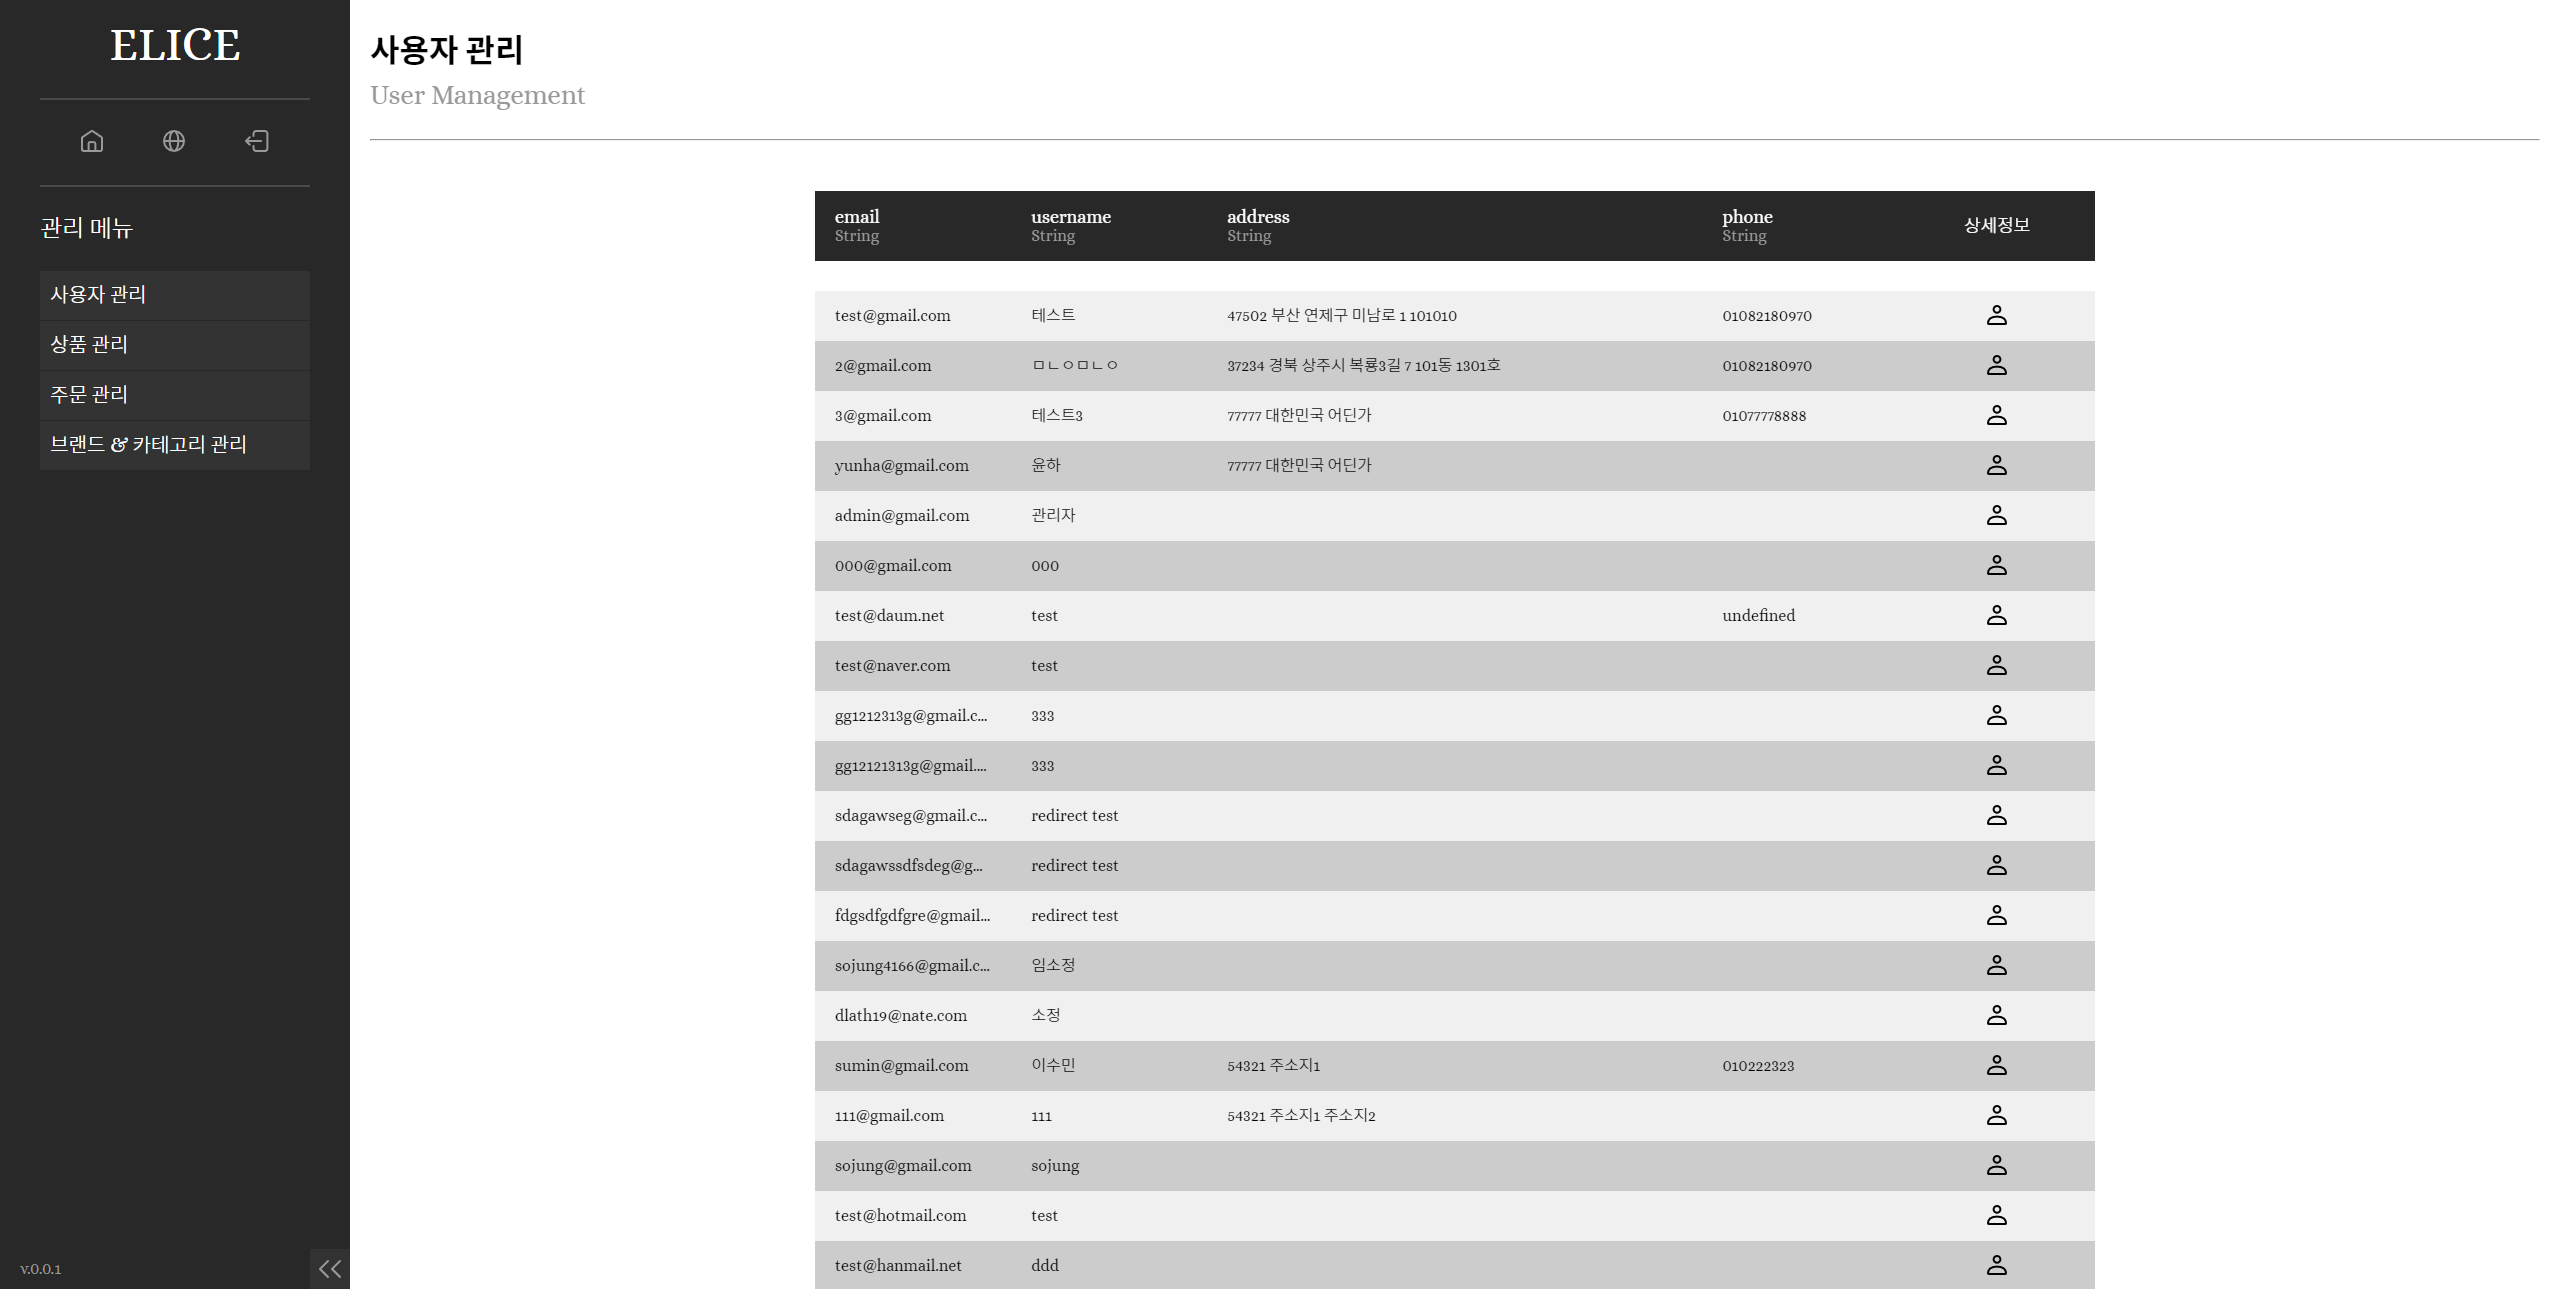 ELICE
관리 메뉴
사용자 관리
상품 관리
주문 관리
브랜드 & 카테고리 관리
v.0.0.1
사용자 관리
User Management
email username address phone 상세정보
String String String String
test@gmail.com 테스트 47502 부산 연제구 미남로 1 101010 01082180970
2@gmail.com ㅁㄴㅇㅁㄴㅇ 37234 경북 상주시 복룡3길 7 101동 1301호 01082180970
3@gmail.com 테스트3 77777 대한민국 어딘가 01077778888
yunha@gmail.com 윤하 77777 대한민국 어딘가
admin@gmail.com 관리자
000@gmail.com 000
test@daum.net test undefined
test@naver.com test
gg1212313g@gmail.c... 333
gg12121313g@gmail.... 333
sdagawseg@gmail.c... redirect test
sdagawssdfsdeg@g... redirect test
fdgsdfgdfgre@gmail... redirect test
sojung4166@gmail.c... 임소정
dlath19@nate.com 소정
sumin@gmail.com 이수민 54321 주소지1 010222323
111@gmail.com 111 54321 주소지1 주소지2
sojung@gmail.com sojung
test@hotmail.com test
test@hanmail.net ddd